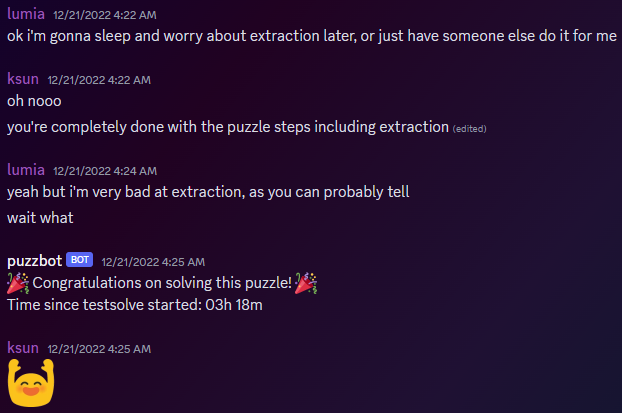 lumia 12/21/2022 4:22 AM
ok i'm gonna sleep and worry about extraction later, or just have someone else do it for me
ksun 12/21/2022 4:22 AM
oh nooo
you're completely done with the puzzle steps including extraction (edited)
lumia 12/21/2022 4:24 AM
yeah but i'm very bad at extraction, as you can probably tell
wait what
puzzbot BOT 12/21/2022 4:25 AM
🎉 Congratulations on solving this puzzle! 🎉
Time since testsolve started: 03h 18m
ksun 12/21/2022 4:25 AM